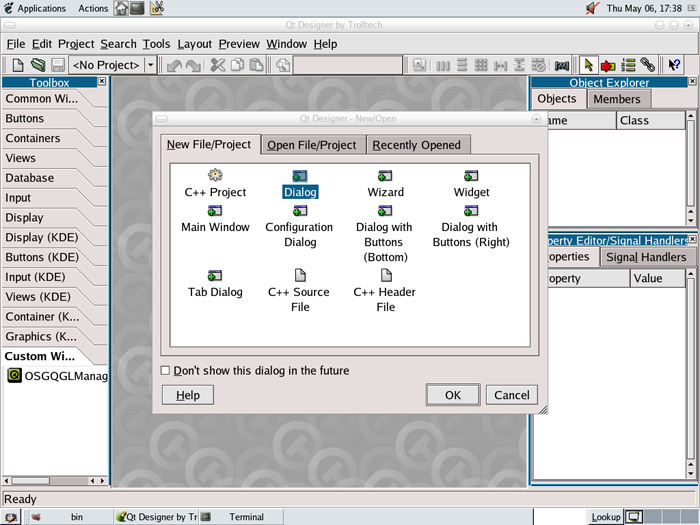 Applications Actions Thu May 06, 17:38
Qt Designer by Trolltech
File Edit Project Search Tools Layout Preview Window Help
<No Project>
Toolbox
Object Explorer
Common Wi...
Buttons
Containers
Views
Database
Input
Display
Display (KDE)
Buttons (KDE)
Input (KDE)
Views (KDE)
Container (K...
Graphics (K...
Custom Wi...
OSGQGLManag
Qt Designer - New/Open
New File/Project Open File/Project Recently Opened
C++ Project Dialog Wizard Widget
Main Window Configuration Dialog Dialog with Buttons (Bottom) Dialog with Buttons (Right)
Tab Dialog C++ Source File C++ Header File
Don't show this dialog in the future
Help OK Cancel
Objects Members
ame Class
perty Editor/Signal Handlers
operties Signal Handlers
operty Value
Ready
bin Qt Designer by Tr Terminal Lookup